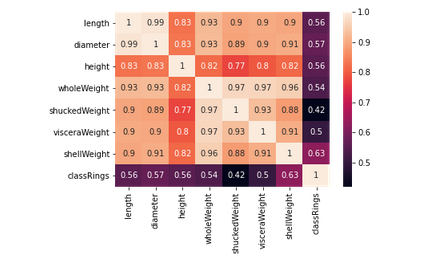 length 1 0.99 0.83 0.93 0.9 0.9 0.9 0.56
diameter 0.99 1 0.83 0.93 0.89 0.9 0.91 0.57
height 0.83 0.83 1 0.82 0.77 0.8 0.82 0.56
wholeWeight 0.93 0.93 0.82 1 0.97 0.97 0.96 0.54
shuckedWeight 0.9 0.89 0.77 0.97 1 0.93 0.88 0.42
visceraWeight 0.9 0.9 0.8 0.97 0.93 1 0.91 0.5
shellWeight 0.9 0.91 0.82 0.96 0.88 0.91 1 0.63
classRings 0.56 0.57 0.56 0.54 0.42 0.5 0.63 1
length
diameter
height
wholeWeight
shuckedWeight
visceraWeight
shellWeight
classRings
1.0
0.9
0.8
0.7
0.6
0.5